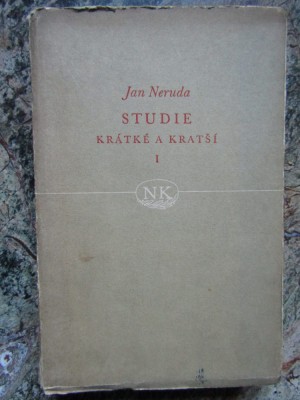 Jan Neruda
STUDIE
KRÁTKÉ A KRATŠÍ
I
NK